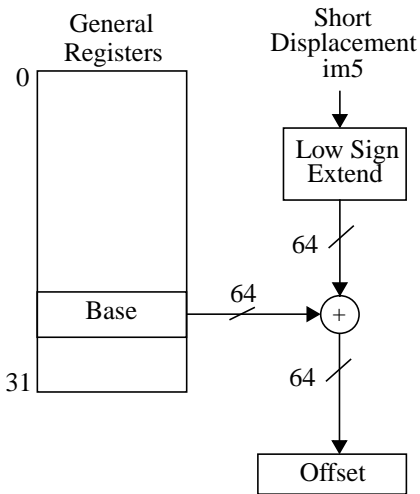 General
Registers
Short
Displacement
im5
0
Low Sign
Extend
64
Base
64
+
64
31
Offset